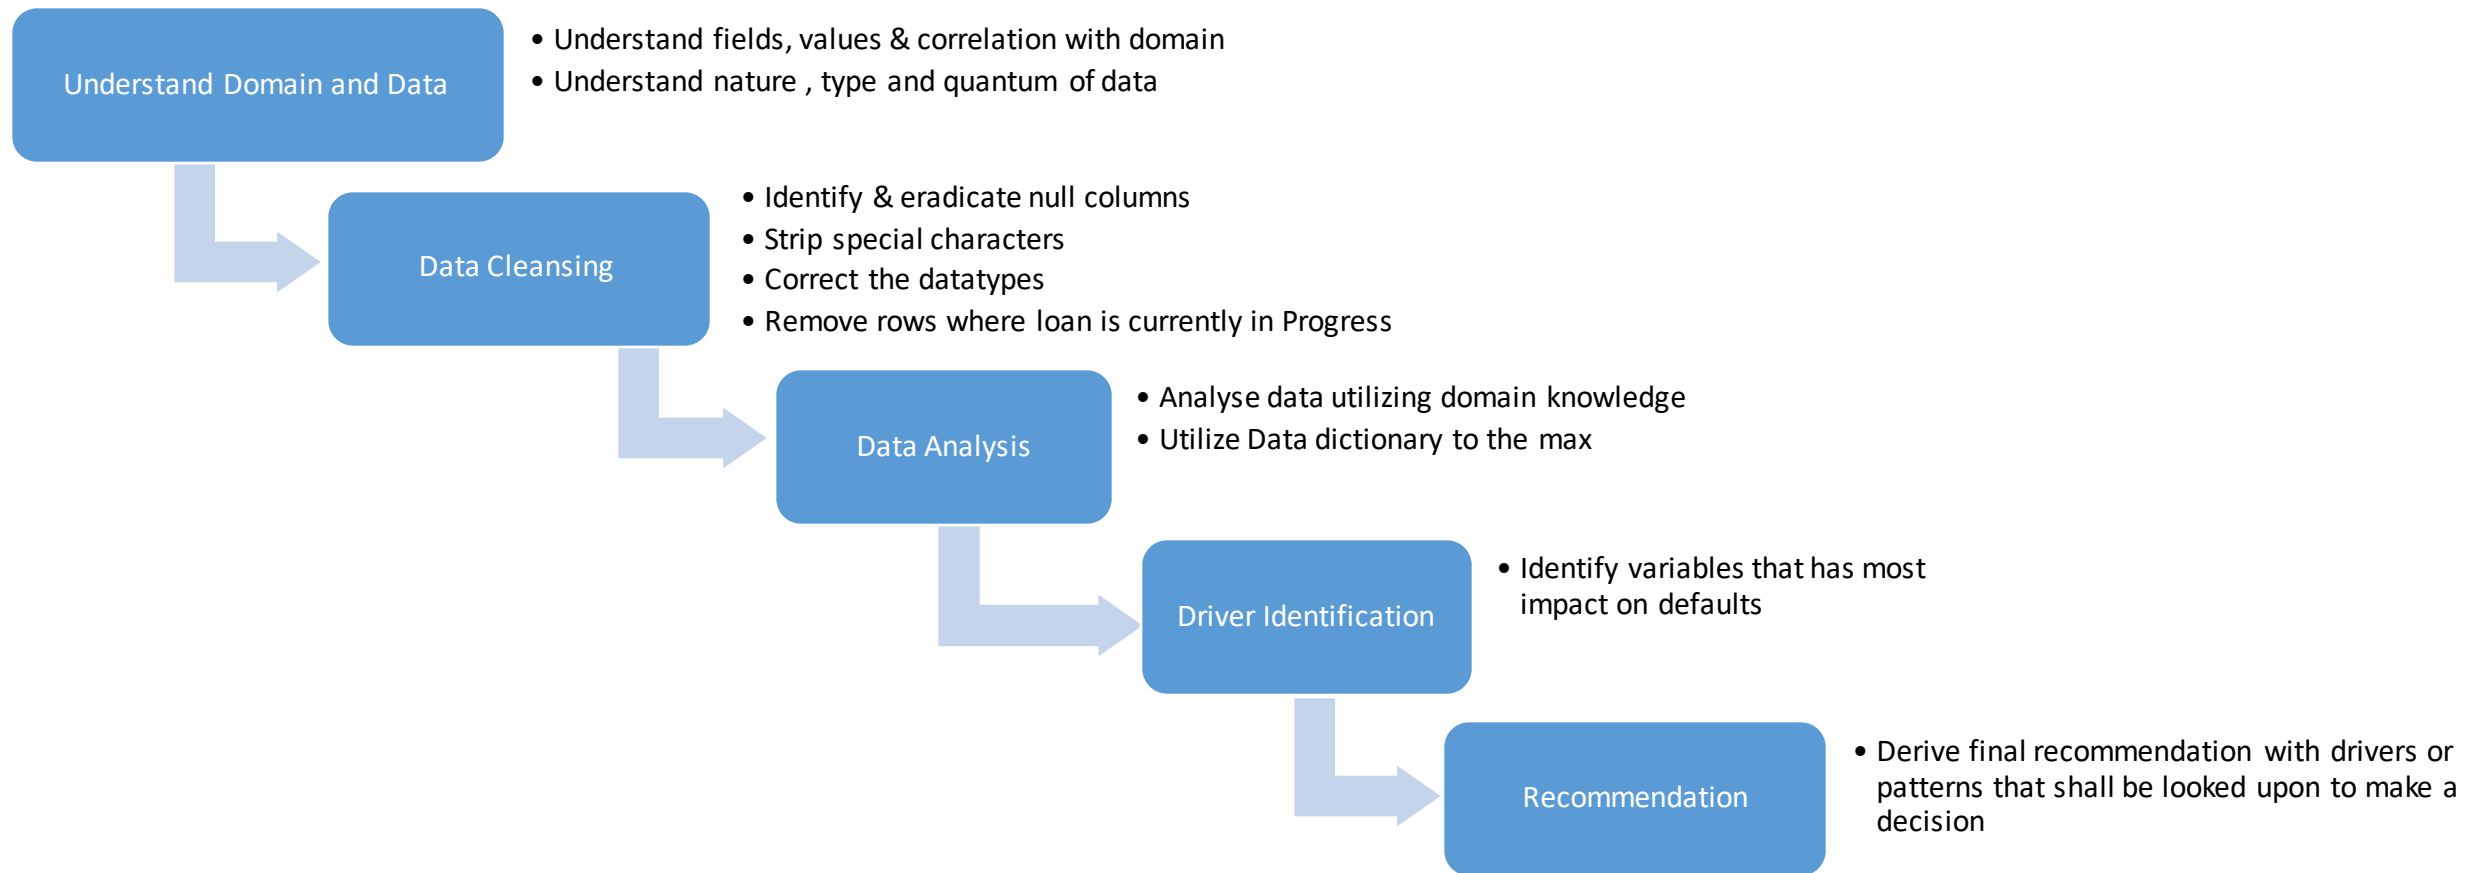 Understand Domain and Data
• Understand fields, values & correlation with domain
• Understand nature , type and quantum of data
Data Cleansing
• Identify & eradicate null columns
• Strip special characters
• Correct the datatypes
• Remove rows where loan is currently in Progress
Data Analysis
• Analyse data utilizing domain knowledge
• Utilize Data dictionary to the max
Driver Identification
• Identify variables that has most
impact on defaults
Recommendation
• Derive final recommendation with drivers or
patterns that shall be looked upon to make a
decision